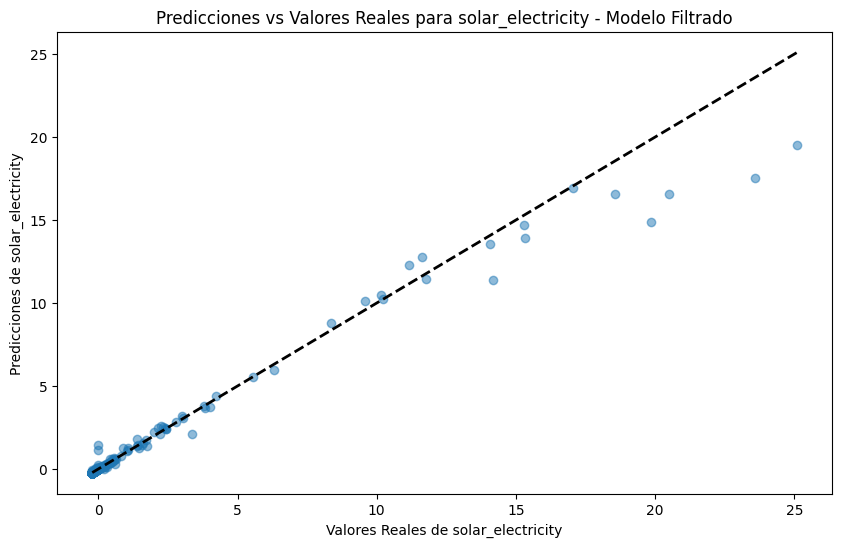 Predicciones vs Valores Reales para solar_electricity - Modelo Filtrado
Predicciones de solar_electricity
25
20
15
10
5
0
0 5 10 15 20 25
Valores Reales de solar_electricity